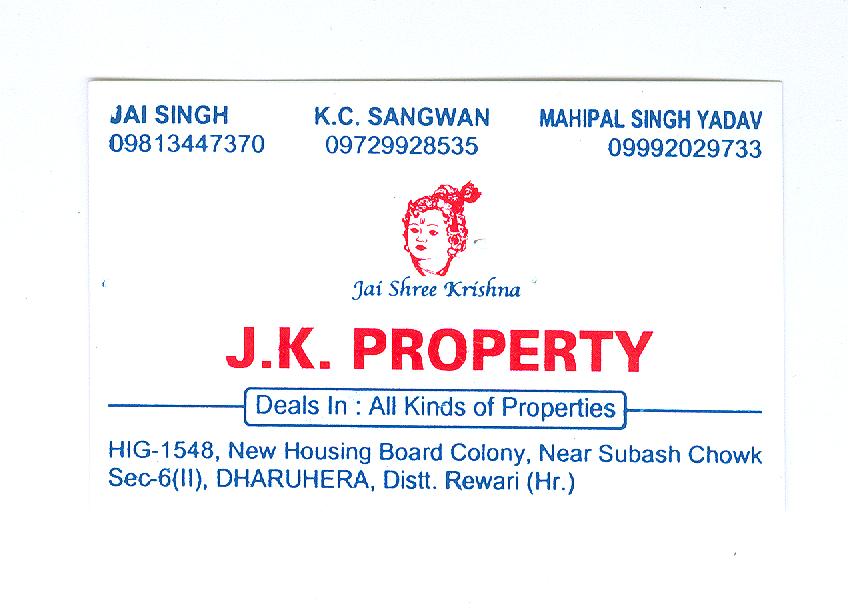 JAI SINGH K.C. SANGWAN MAHIPAL SINGH YADAV
09813447370 09729928535 09992029733
Jai Shree Krishna
J.K. PROPERTY
Deals In : All Kinds of Properties
HIG-1548, New Housing Board Colony, Near Subash Chowk
Sec-6(II), DHARUHERA, Distt. Rewari (Hr.)